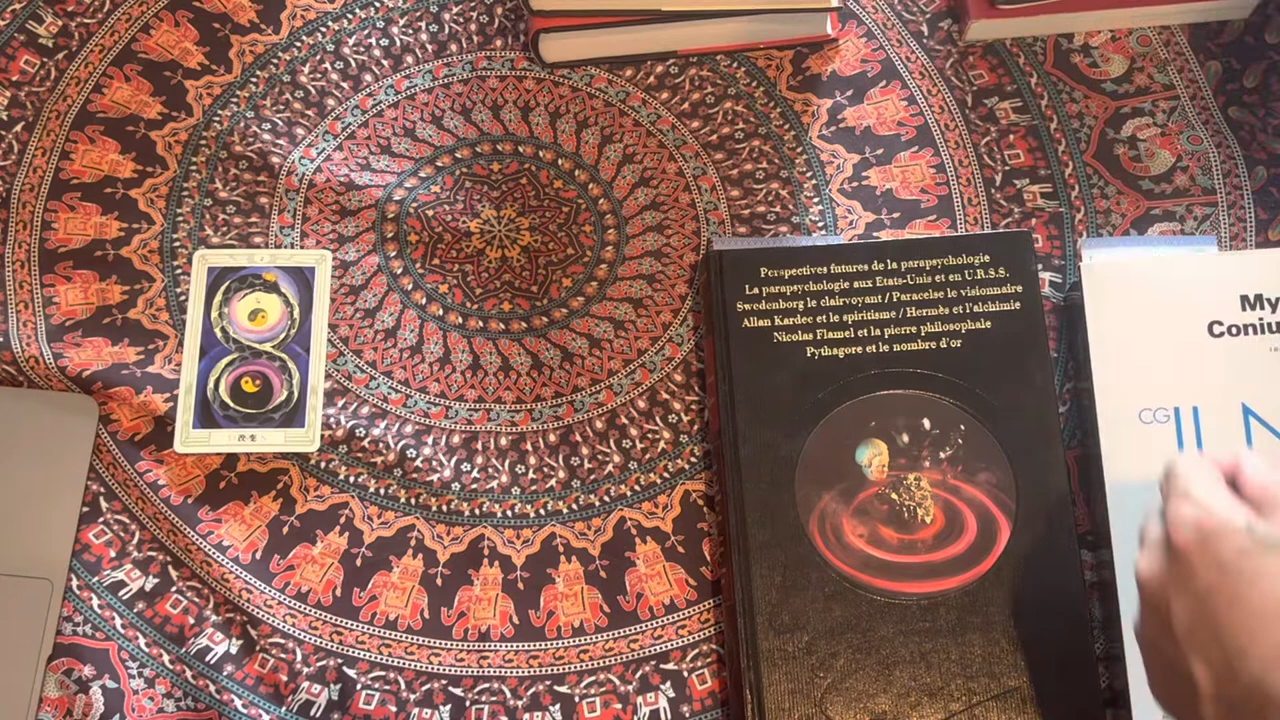 改变
Perspectives futures de la parapsychologie
La parapsychologie aux Etats-Unis et en U.R.S.S.
Swedenborg le clairvoyant / Paracelse le visionnaire
Allan Kardec et le spiritisme / Hermès et l'alchimie
Nicolas Flamel et la pierre philosophale
Pythagore et le nombre d'or
My
Coniu
CG